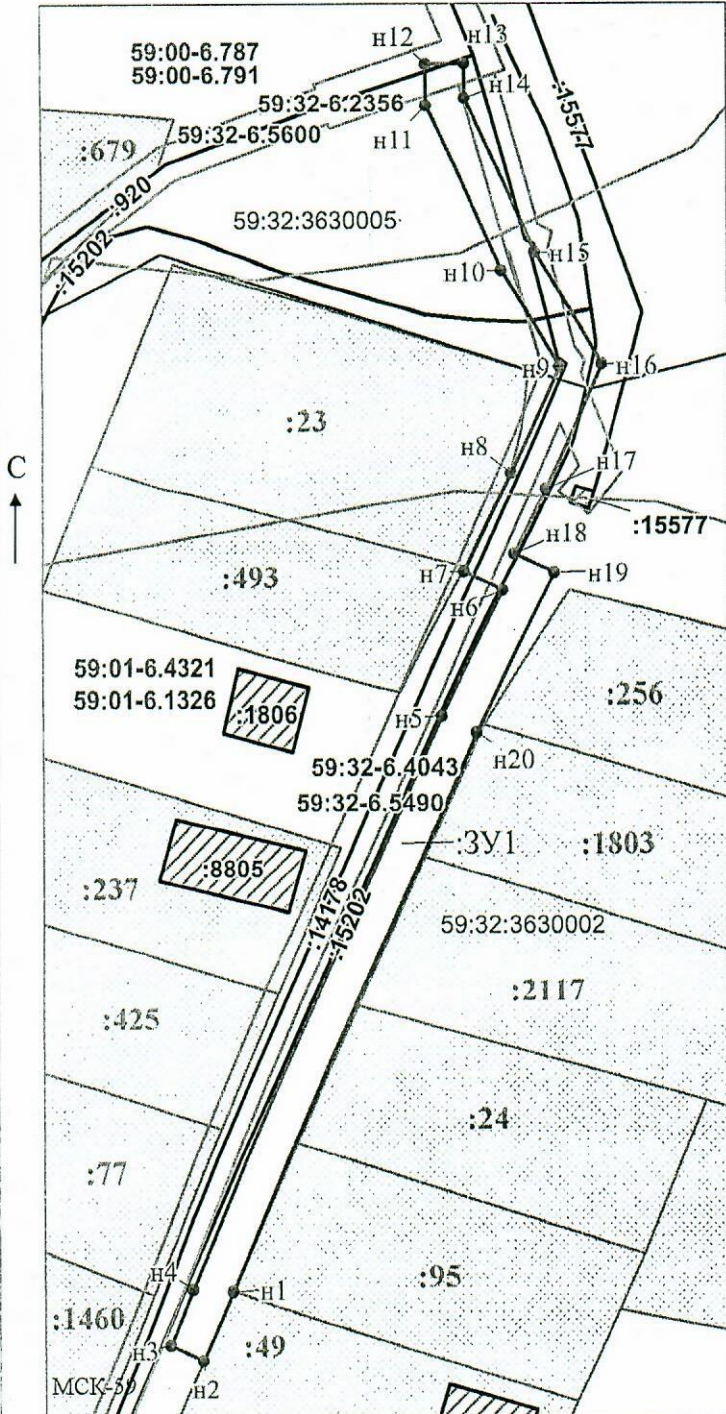 н12
н13
59:00-6.787
59:00-6.791
н14
59:32-6.2356
:15577
н11
59:32-6.5600
:679
:920
59:32:3630005
:15202
н15
н10
н9
н16
:23
С
н8
н17
:15577
н18
н7
н19
:493
н6
59:01-6.4321
59:01-6.1326
:256
:1806
н5
н20
59:32-6.4043
59:32-6.5490
:ЗУ1
:1803
:8805
:237
:14178
:15202
59:32:3630002
:2117
:425
:24
:77
н4
н1
:95
:1460
н3
:49
н2
МСК-59